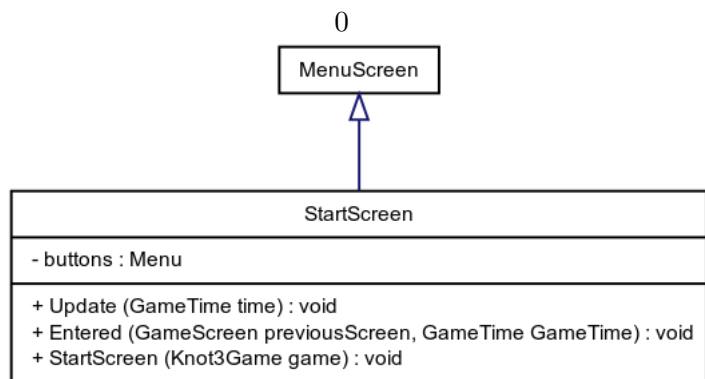 0
MenuScreen
StartScreen
- buttons : Menu
+ Update (GameTime time) : void
+ Entered (GameScreen previousScreen, GameTime GameTime) : void
+ StartScreen (Knot3Game game) : void